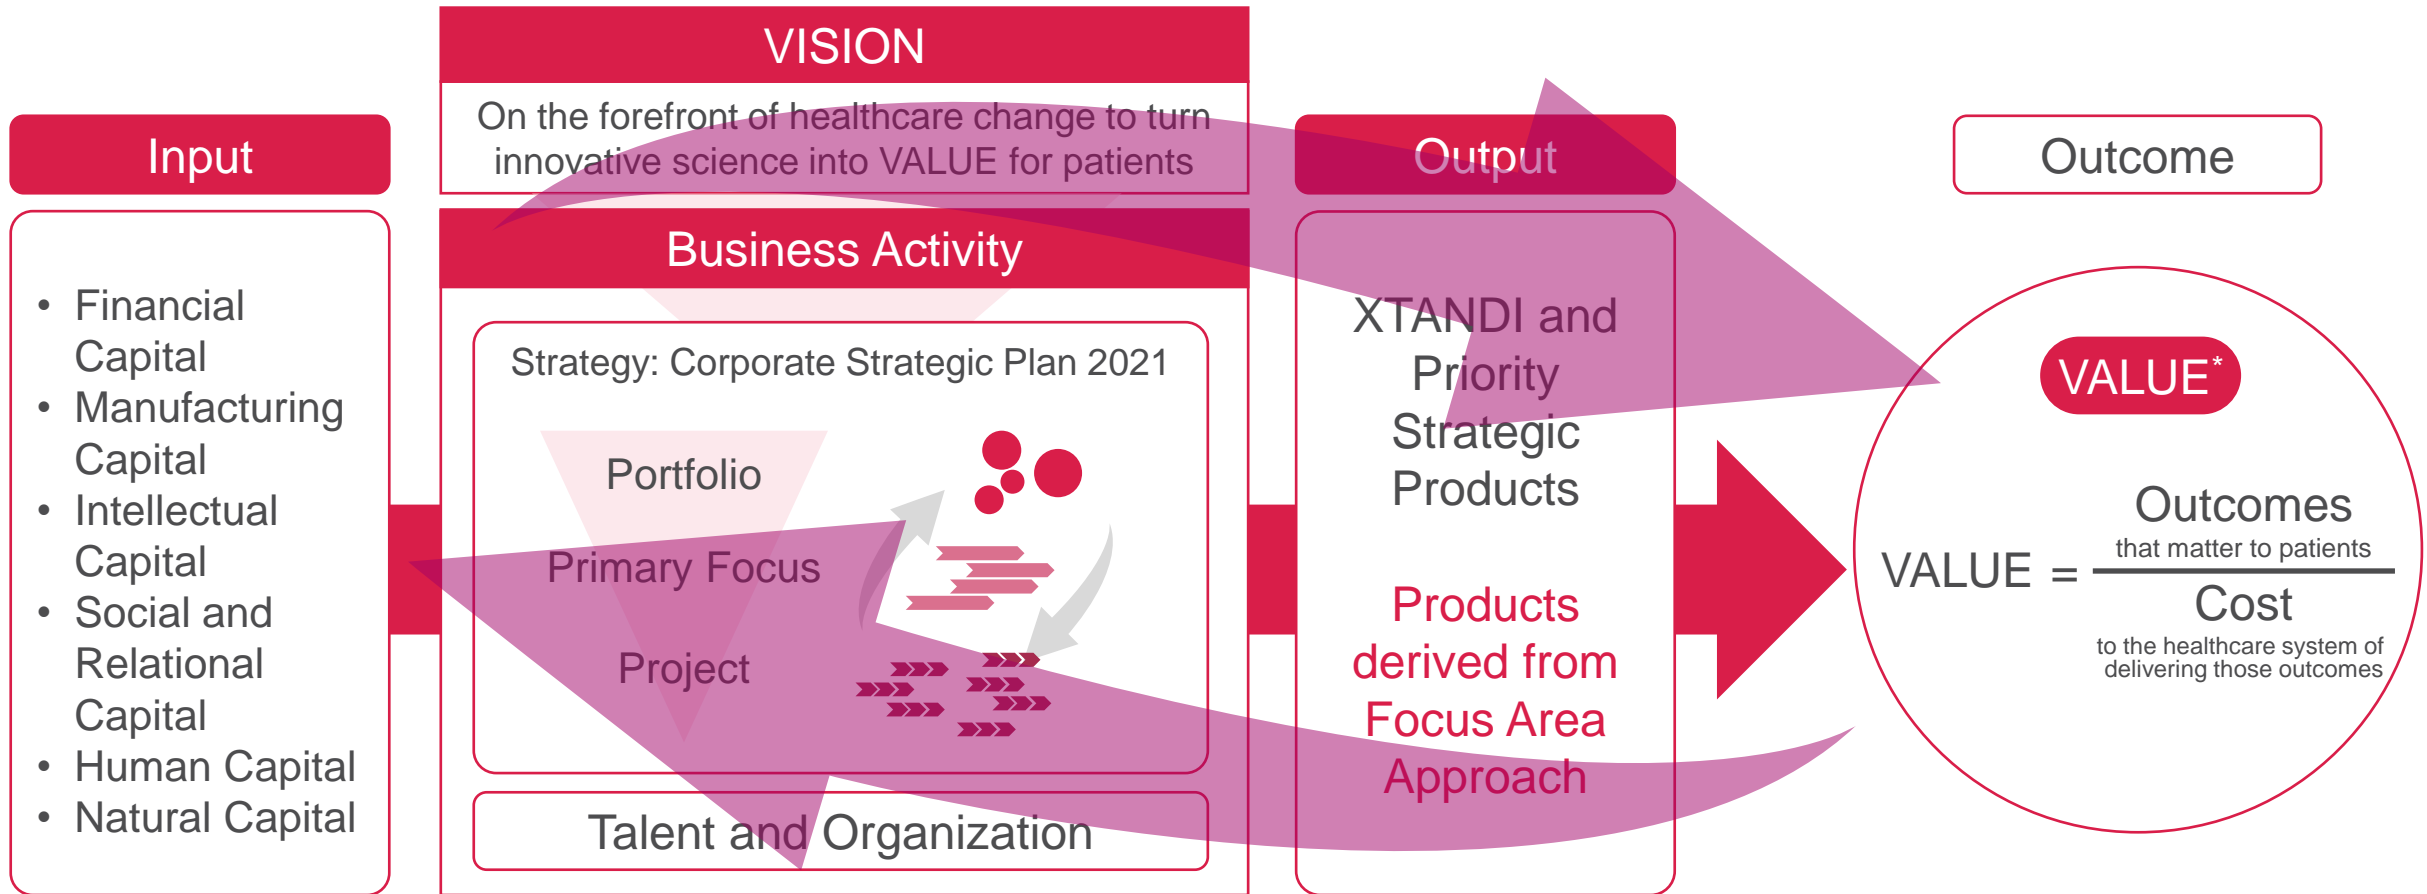 VISION
On the forefront of healthcare change to turn
innovative science into VALUE for patients
Input
• Financial
Capital
• Manufacturing
Capital
• Intellectual
Capital
• Social and
Relational
Capital
• Human Capital
• Natural Capital
Business Activity
Strategy: Corporate Strategic Plan 2021
Portfolio
Primary Focus
Project
Talent and Organization
Output
XTANDI and
Priority
Strategic
Products
Products
derived from
Focus Area
Approach
Outcome
VALUE*
VALUE =
Outcomes
that matter to patients
Cost
to the healthcare system of
delivering those outcomes